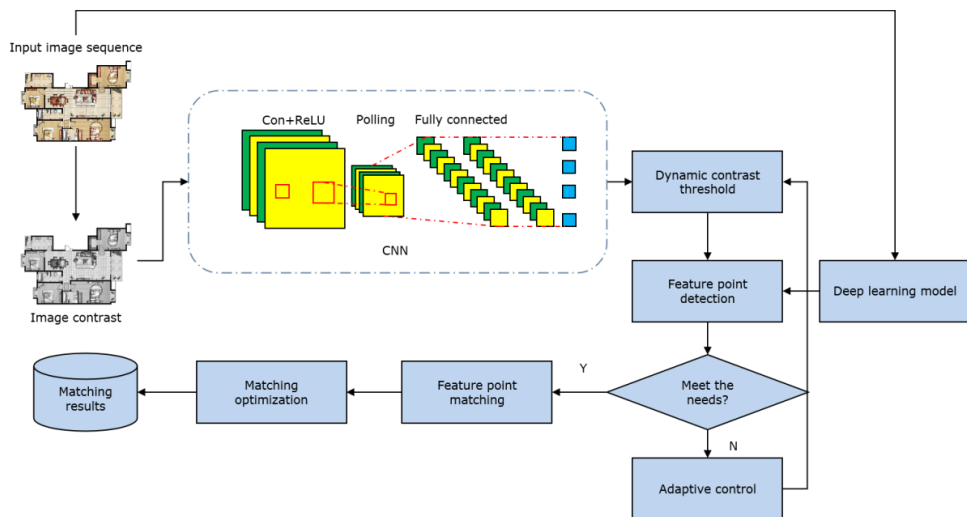 Input image sequence
Con+ReLU
Polling
Fully connected
CNN
Image contrast
Dynamic contrast
threshold
Feature point
detection
Deep learning model
Meet the
needs?
Y
N
Feature point
matching
Matching
optimization
Matching
results
Adaptive control